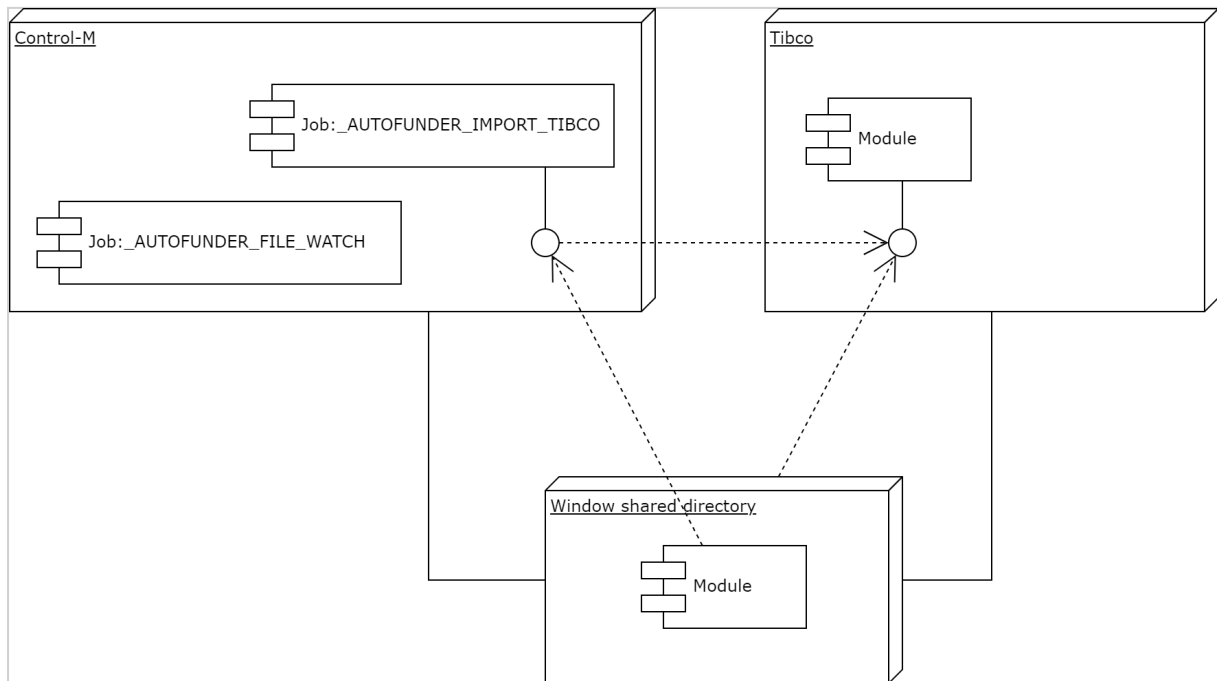 Control-M
Tibco
Job:_AUTOFUNDER_IMPORT_TIBCO
Module
Job:_AUTOFUNDER_FILE_WATCH
Window shared directory
Module